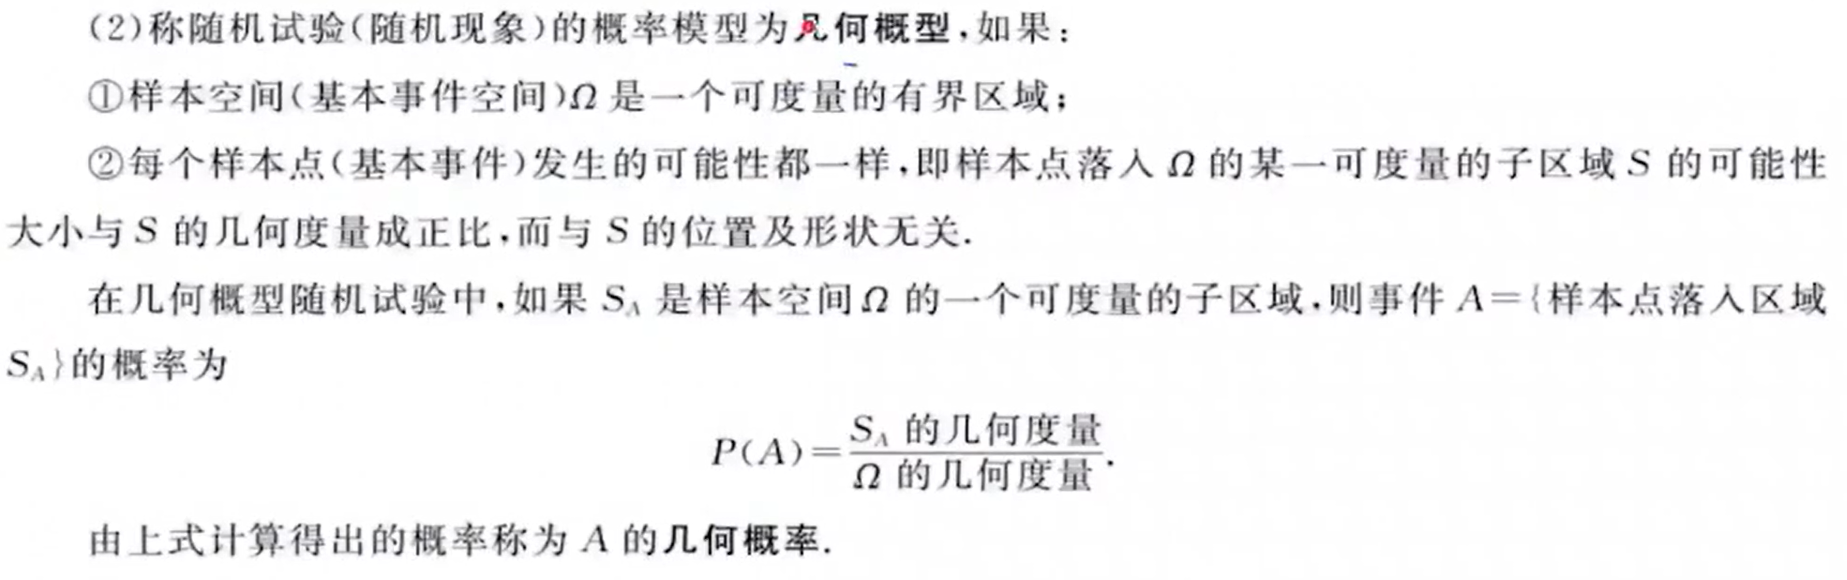 (2)称随机试验(随机现象)的概率模型为几何概型,如果:
①样本空间(基本事件空间)Ω 是一个可度量的有界区域;
②每个样本点(基本事件)发生的可能性都一样,即样本点落入 Ω 的某一可度量的子区域 S 的可能性
大小与 S 的几何度量成正比,而与 S 的位置及形状无关.
在几何概型随机试验中,如果 S_A 是样本空间 Ω 的一个可度量的子区域,则事件 A={样本点落入区域
S_A}的概率为
P(A)=S_A 的几何度量/Ω 的几何度量.
由上式计算得出的概率称为 A 的几何概率.